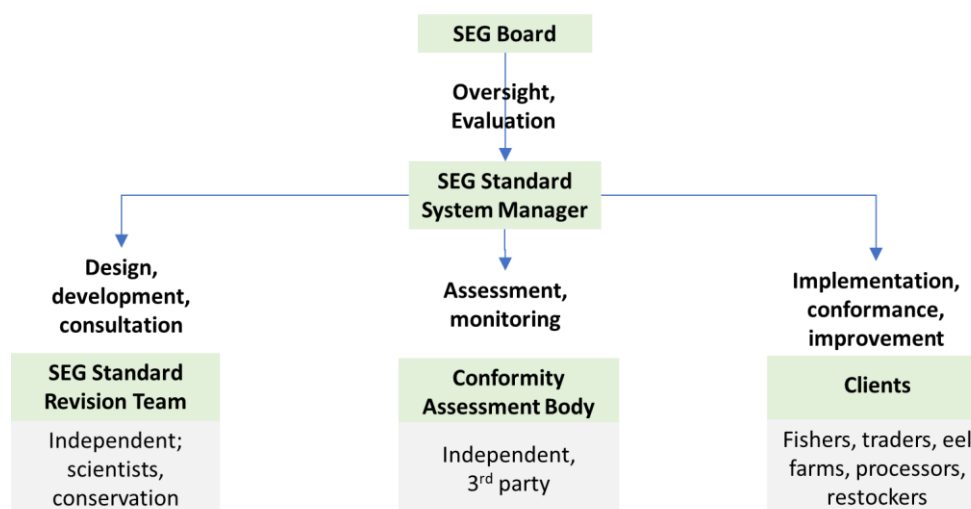 SEG Board
Oversight,
Evaluation
SEG Standard
System Manager
Design,
development,
consultation
SEG Standard
Revision Team
Independent;
scientists,
conservation
Assessment,
monitoring
Conformity
Assessment Body
Independent,
3rd party
Implementation,
conformance,
improvement
Clients
Fishers, traders, eel
farms, processors,
restockers